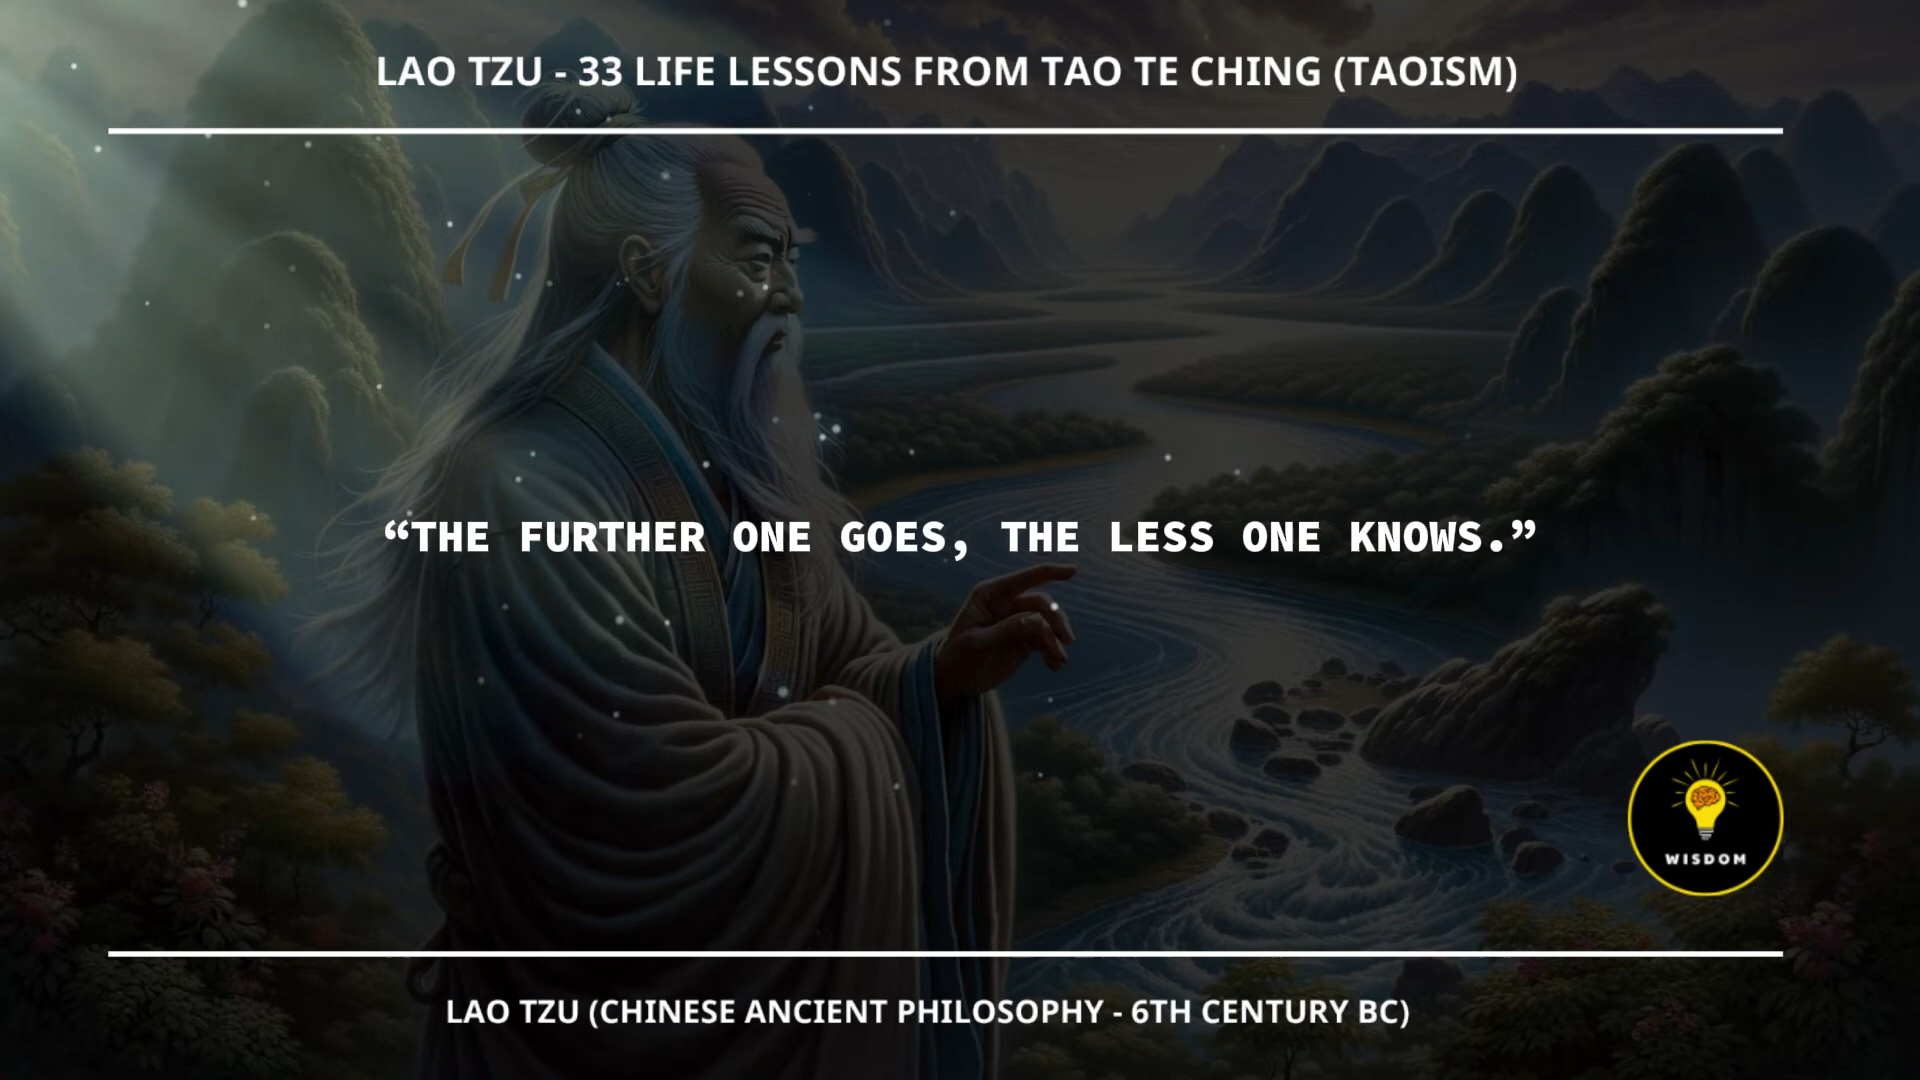 LAO TZU - 33 LIFE LESSONS FROM TAO TE CHING (TAOISM)
“THE FURTHER ONE GOES, THE LESS ONE KNOWS.”
WISDOM
LAO TZU (CHINESE ANCIENT PHILOSOPHY - 6TH CENTURY BC)